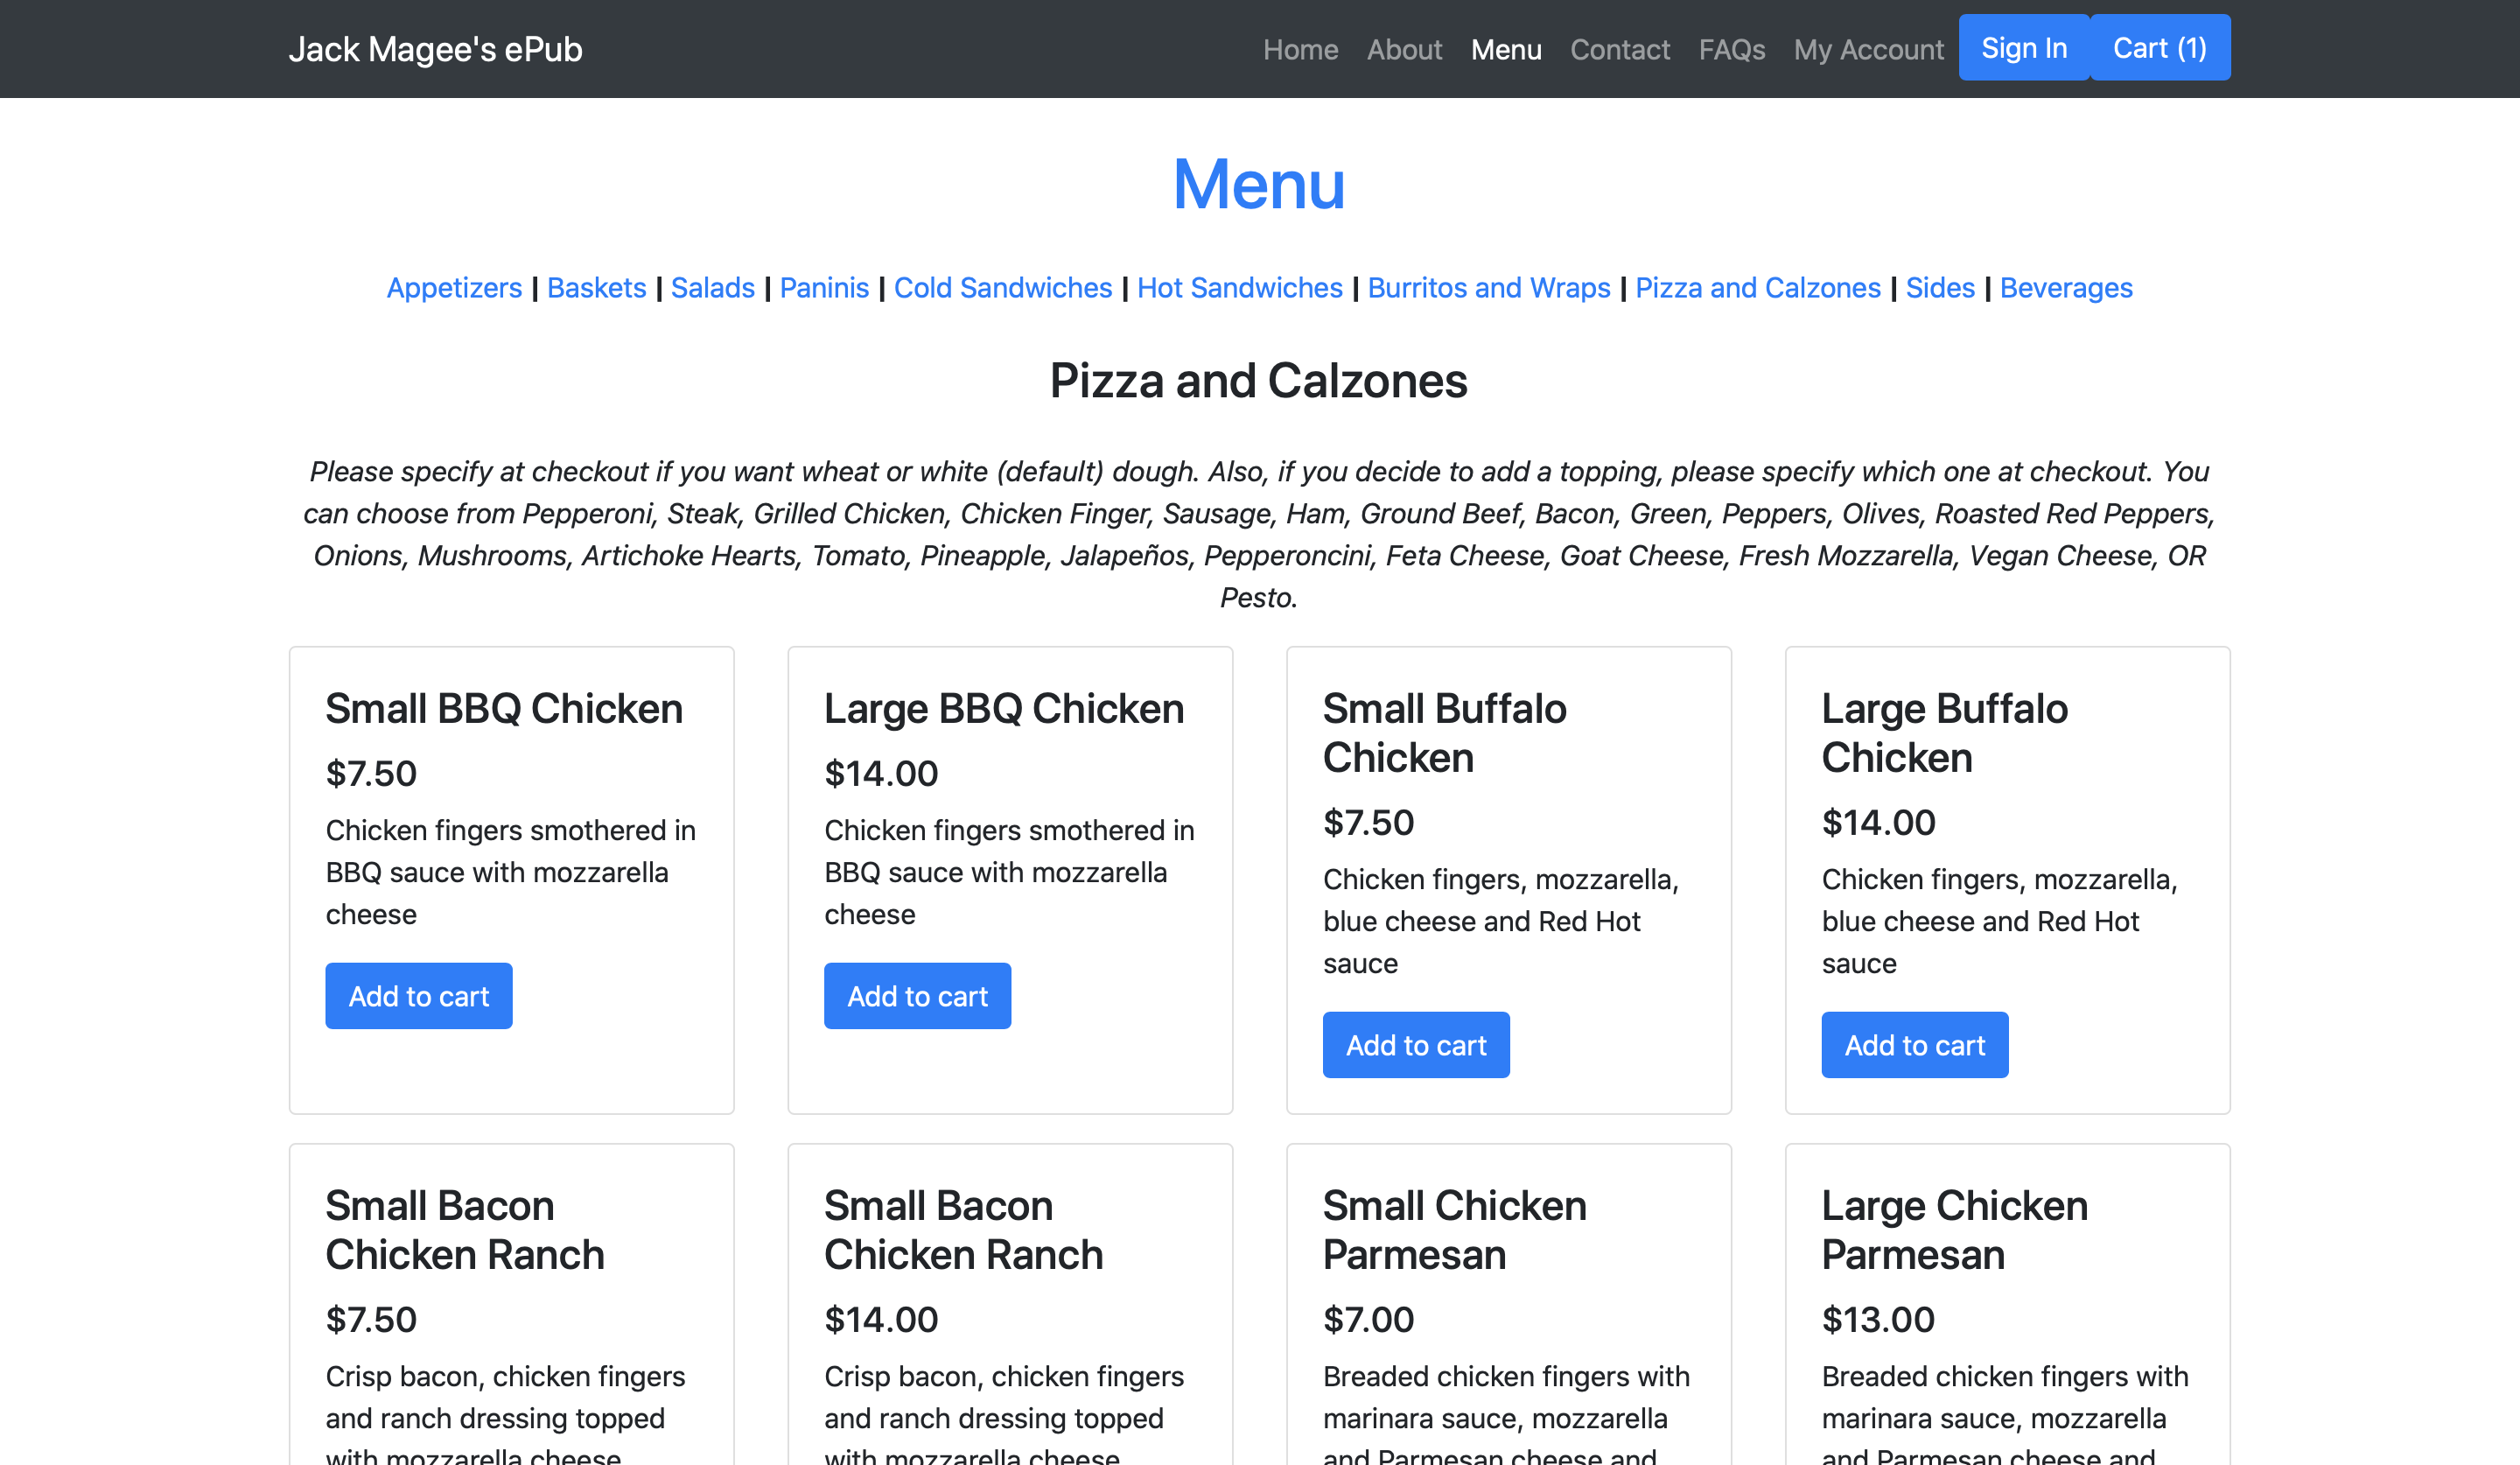 Jack Magee's ePub
Home About Menu Contact FAQs My Account Sign In Cart (1)
Menu
Appetizers | Baskets | Salads | Paninis | Cold Sandwiches | Hot Sandwiches | Burritos and Wraps | Pizza and Calzones | Sides | Beverages
Pizza and Calzones
Please specify at checkout if you want wheat or white (default) dough. Also, if you decide to add a topping, please specify which one at checkout. You
can choose from Pepperoni, Steak, Grilled Chicken, Chicken Finger, Sausage, Ham, Ground Beef, Bacon, Green, Peppers, Olives, Roasted Red Peppers,
Onions, Mushrooms, Artichoke Hearts, Tomato, Pineapple, Jalapeños, Pepperoncini, Feta Cheese, Goat Cheese, Fresh Mozzarella, Vegan Cheese, OR
Pesto.
Small BBQ Chicken
$7.50
Chicken fingers smothered in
BBQ sauce with mozzarella
cheese
Add to cart
Large BBQ Chicken
$14.00
Chicken fingers smothered in
BBQ sauce with mozzarella
cheese
Add to cart
Small Buffalo
Chicken
$7.50
Chicken fingers, mozzarella,
blue cheese and Red Hot
sauce
Add to cart
Large Buffalo
Chicken
$14.00
Chicken fingers, mozzarella,
blue cheese and Red Hot
sauce
Add to cart
Small Bacon
Chicken Ranch
$7.50
Crisp bacon, chicken fingers
and ranch dressing topped
with mozzarella cheese
Small Bacon
Chicken Ranch
$14.00
Crisp bacon, chicken fingers
and ranch dressing topped
with mozzarella cheese
Small Chicken
Parmesan
$7.00
Breaded chicken fingers with
marinara sauce, mozzarella
and Parmesan cheese and
Large Chicken
Parmesan
$13.00
Breaded chicken fingers with
marinara sauce, mozzarella
and Parmesan cheese and